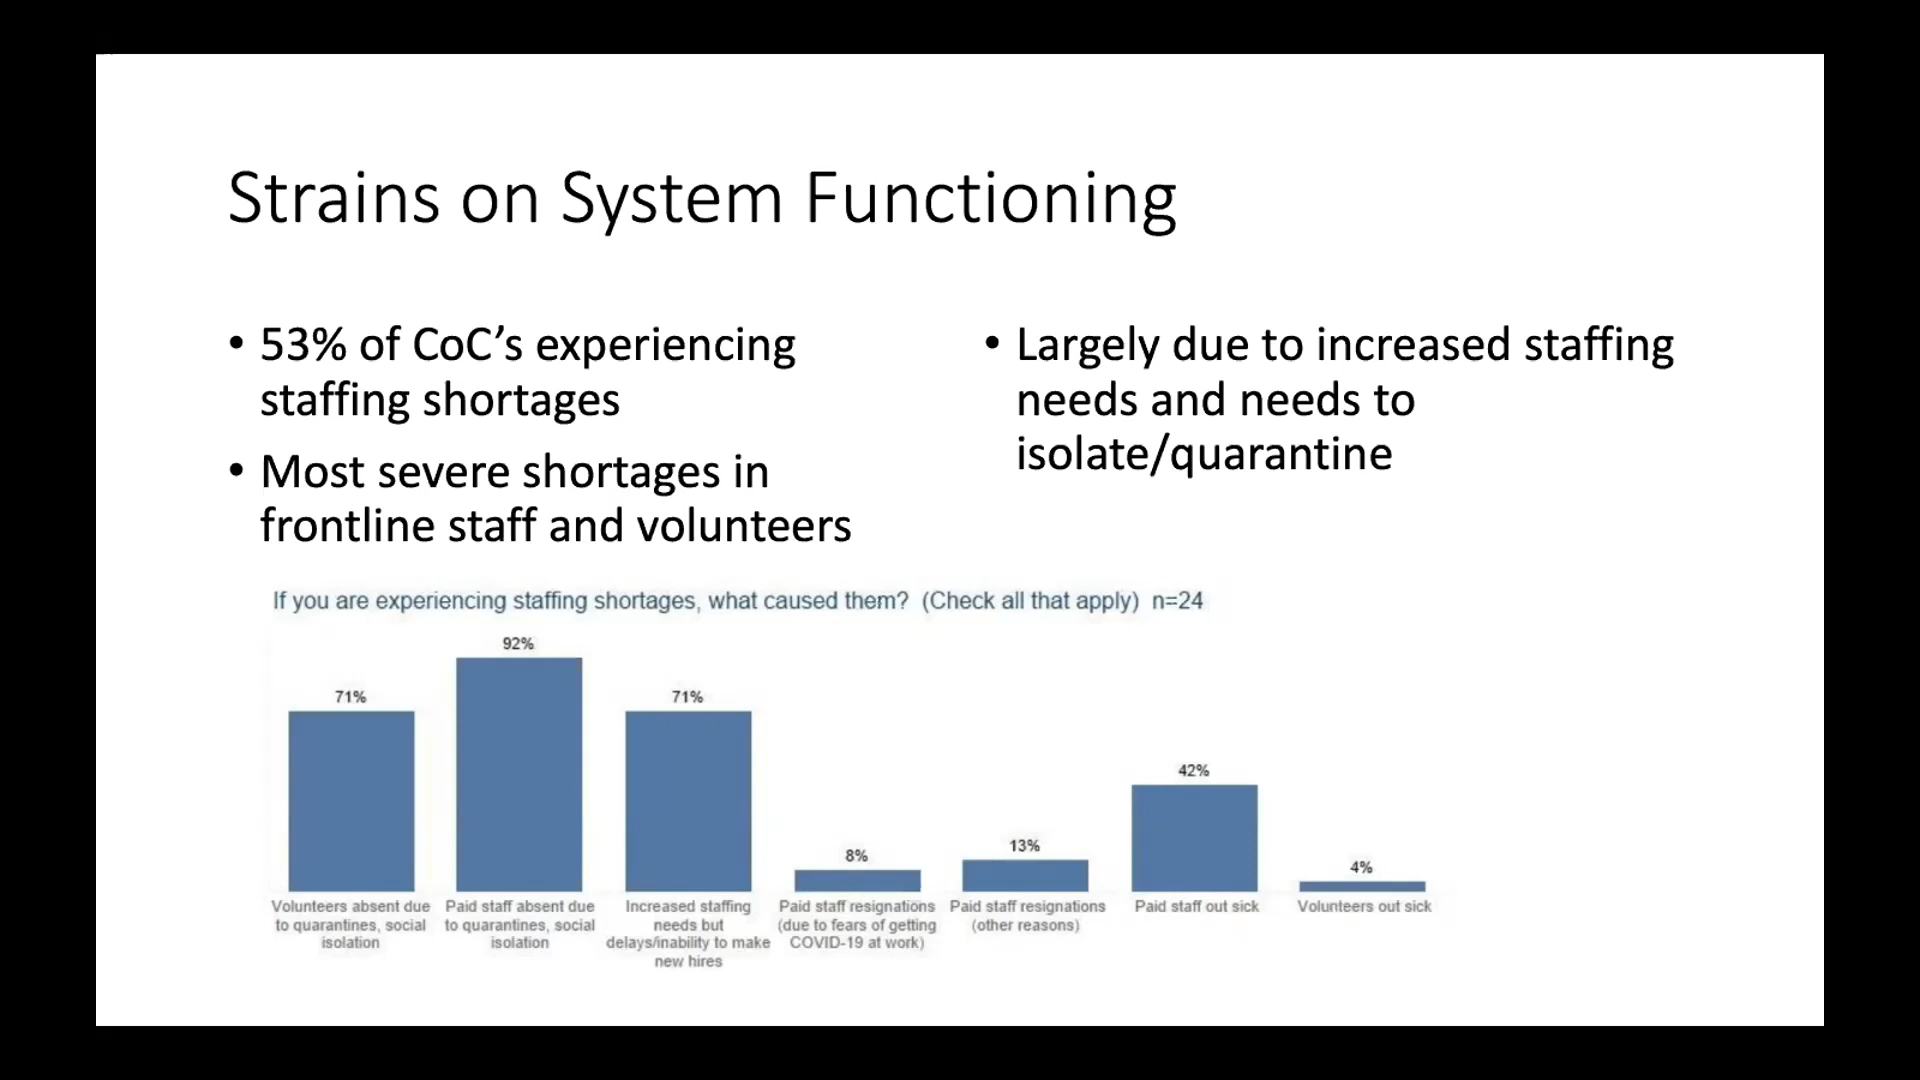 Strains on System Functioning
• 53% of CoC’s experiencing
staffing shortages
• Most severe shortages in
frontline staff and volunteers
• Largely due to increased staffing
needs and needs to
isolate/quarantine
If you are experiencing staffing shortages, what caused them? (Check all that apply) n=24
71%
92%
71%
8%
13%
42%
4%
Volunteers absent due
to quarantines, social
isolation
Paid staff absent due
to quarantines, social
isolation
Increased staffing
needs but
delays/inability to make
new hires
Paid staff resignations
(due to fears of getting
COVID-19 at work)
Paid staff resignations
(other reasons)
Paid staff out sick
Volunteers out sick